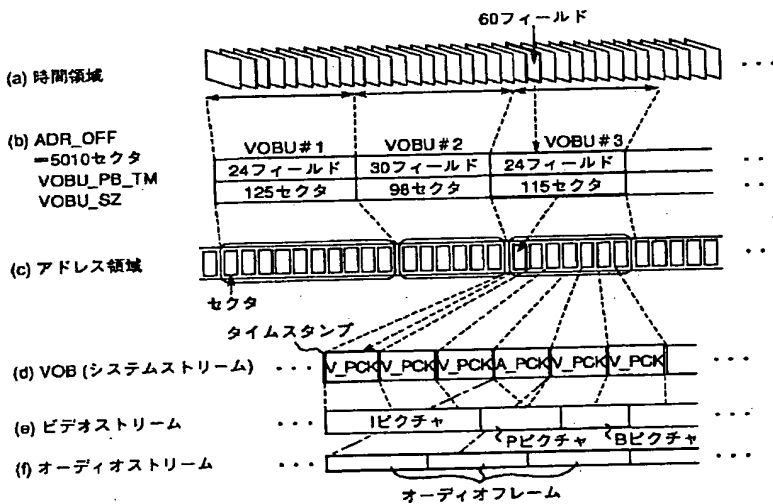 60フィールド
(a) 時間領域
・・・
(b) ADR_OFF
=5010セクタ
VOBU_PB_TM
VOBU_SZ
VOBU#1 VOBU#2 VOBU#3
24フィールド 30フィールド 24フィールド
125セクタ 98セクタ 115セクタ
・・・
(c) アドレス領域
・・・
セクタ
タイムスタンプ
(d) VOB (システムストリーム) ・・・ V_PCK V_PCK V_PCK A_PCK V_PCK V_PCK ・・・
(e) ビデオストリーム ・・・ Iピクチャ ・・・
Pピクチャ Bピクチャ
(f) オーディオストリーム ・・・ ・・・
オーディオフレーム